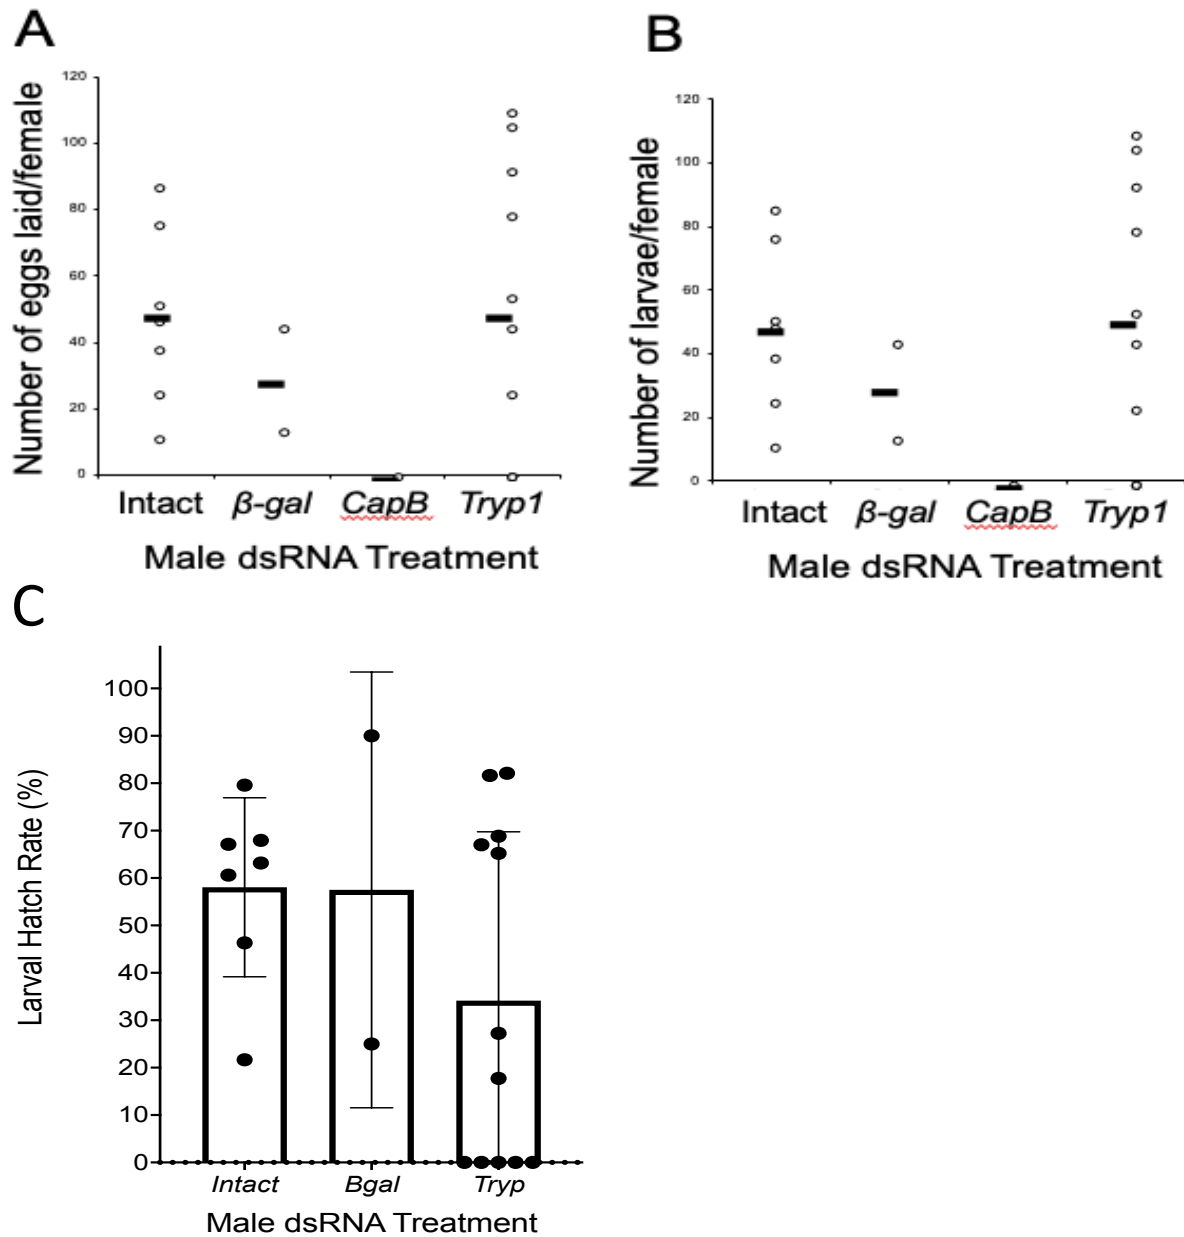 A
Number of eggs laid/female
120
100
80
60
40
20
0
Intact β-gal CapB Tryp1
Male dsRNA Treatment
B
Number of larvae/female
120
100
80
60
40
20
0
Intact β-gal CapB Tryp1
Male dsRNA Treatment
C
Larval Hatch Rate (%)
100
90
80
70
60
50
40
30
20
10
0
Intact Bgal Tryp
Male dsRNA Treatment